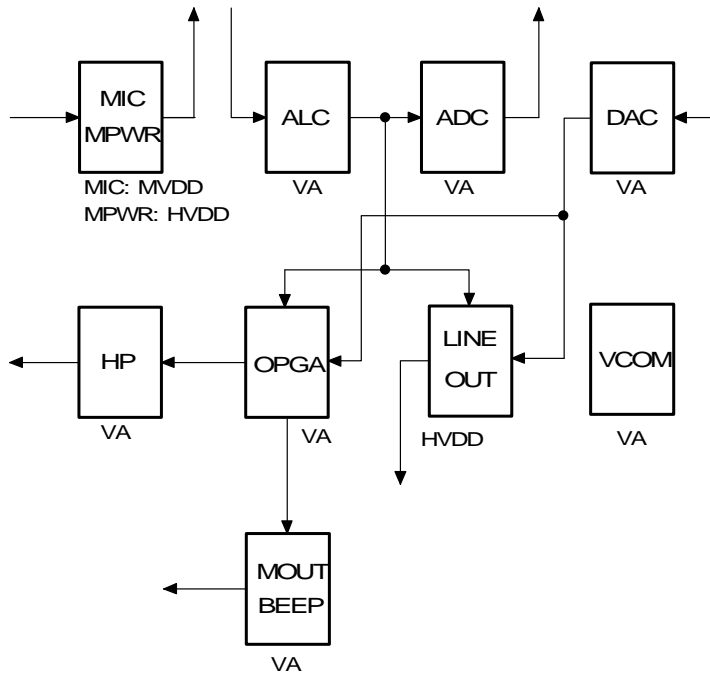 MIC
MPWR
ALC
ADC
DAC
MIC: MVDD
MPWR: HVDD
VA
VA
VA
HP
OPGA
LINE
OUT
VCOM
VA
VA
HVDD
VA
MOUT
BEEP
VA